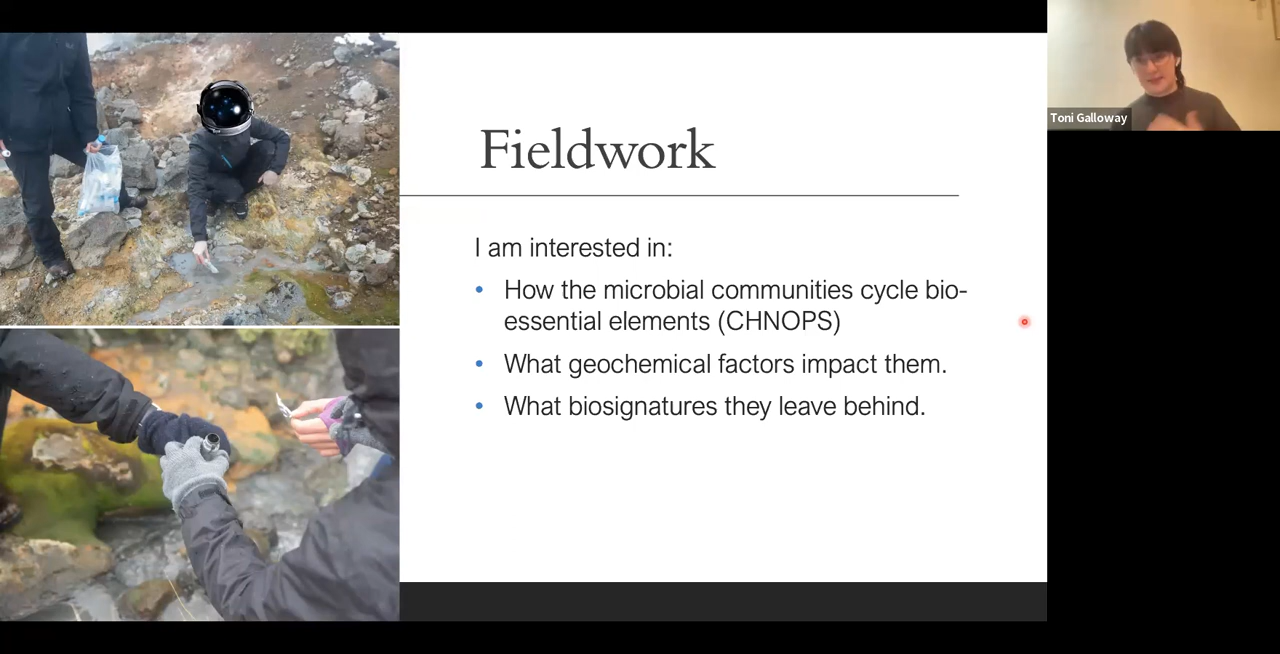 Toni Galloway
Fieldwork
I am interested in:
• How the microbial communities cycle bio-
essential elements (CHNOPS)
• What geochemical factors impact them.
• What biosignatures they leave behind.